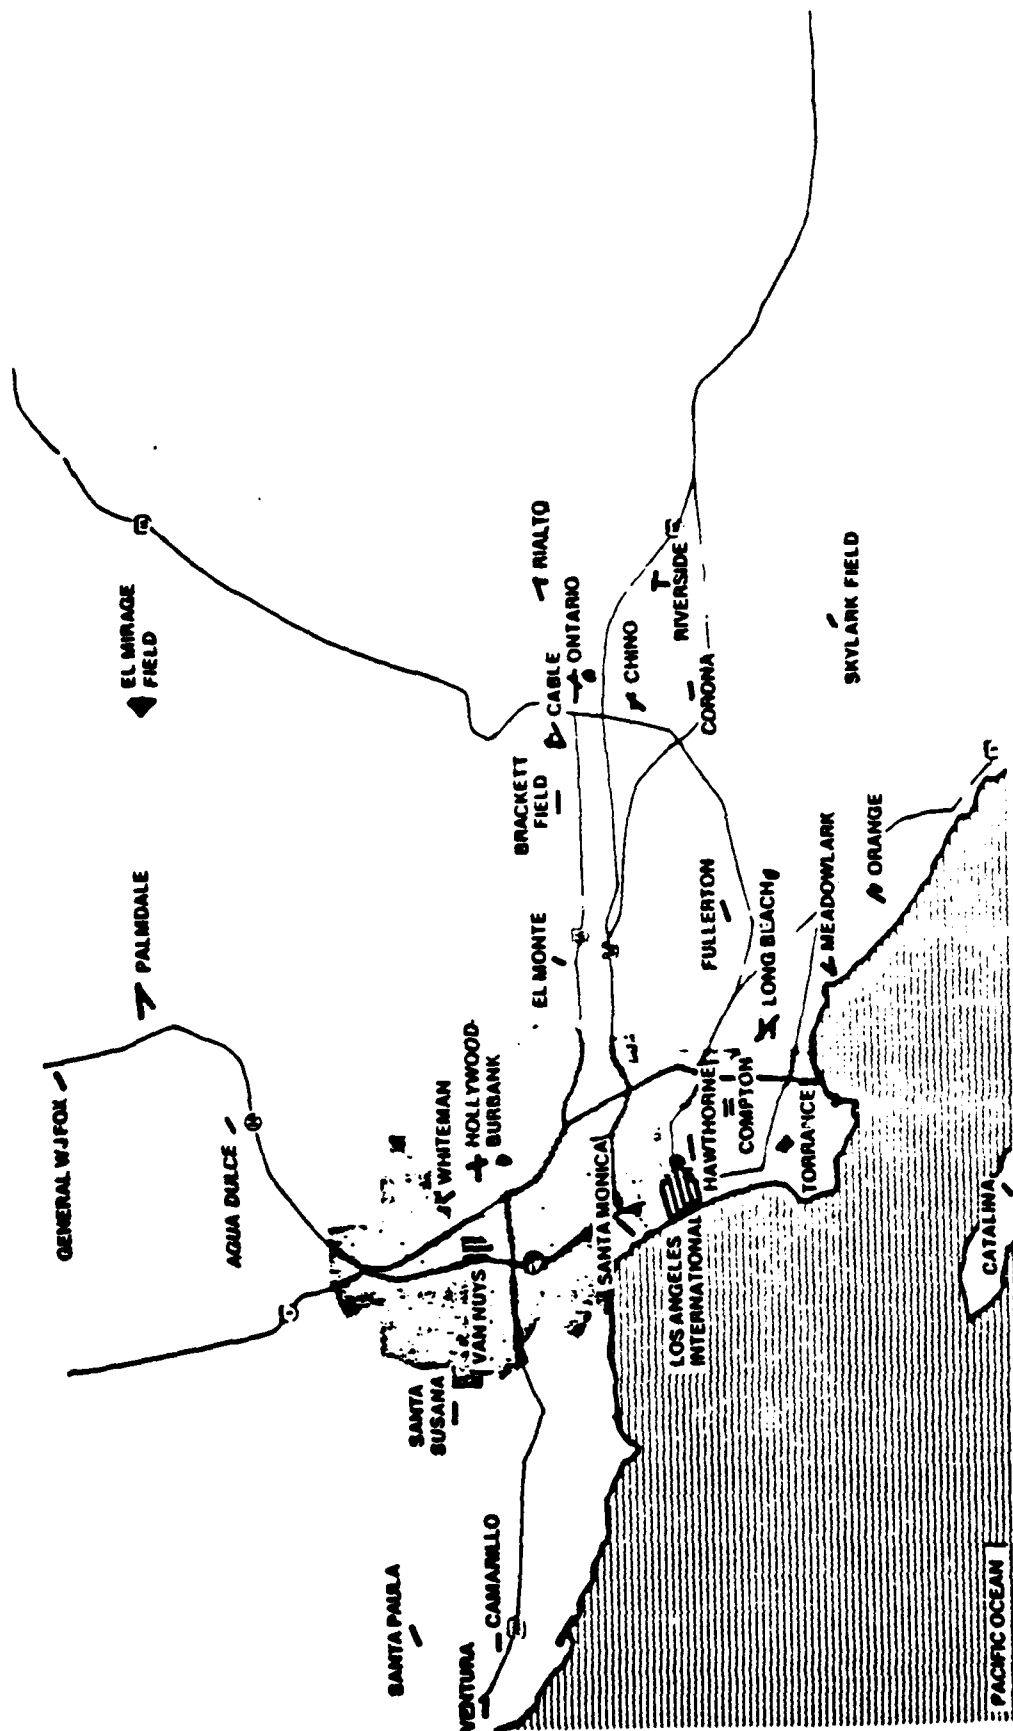 GENERAL WJ FOX
PALMDALE
EL MIRAGE
FIELD
AGUA DULCE
WHITEMAN
HOLLYWOOD-
BURBANK
EL MONTE
BRACKETT
FIELD
CABLE
ONTARIO
RIALTO
CHINO
RIVERSIDE
CORONA
SKYLARK FIELD
SANTA PAULA
VENTURA
CAMARILLO
SANTA
SUSANA
VAN NUYS
SANTA MONICA
LOS ANGELES
INTERNATIONAL
HAWTHORNE
COMPTON
TORRANCE
FULLERTON
LONG BEACH
MEADOWLARK
ORANGE
CATALINA
PACIFIC OCEAN